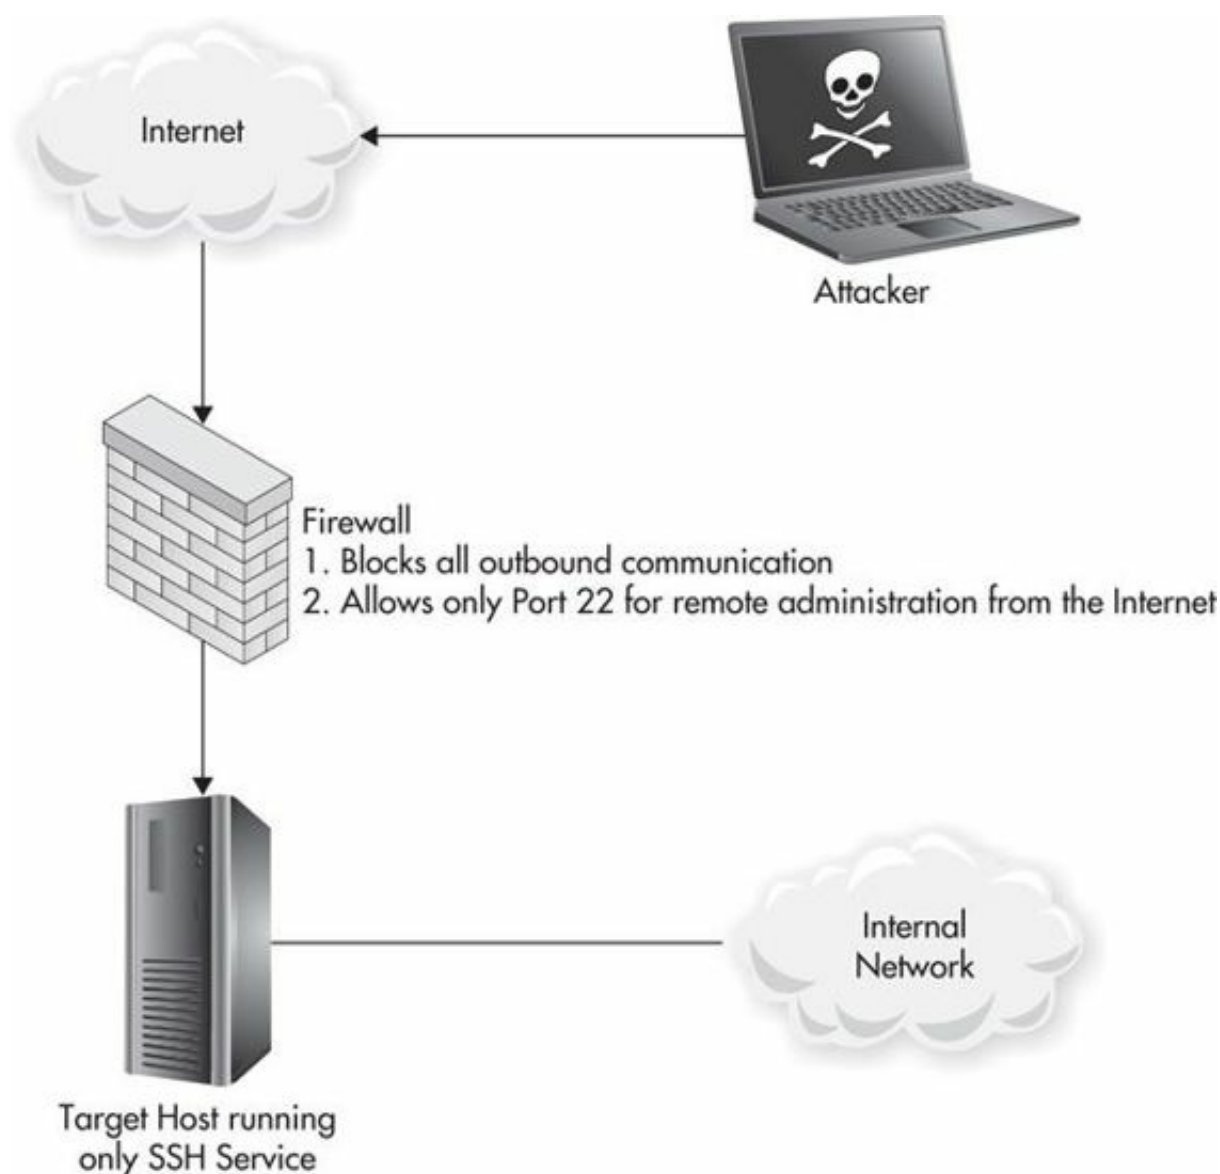 Internet
Attacker
Firewall
1. Blocks all outbound communication
2. Allows only Port 22 for remote administration from the Internet
Internal
Network
Target Host running
only SSH Service